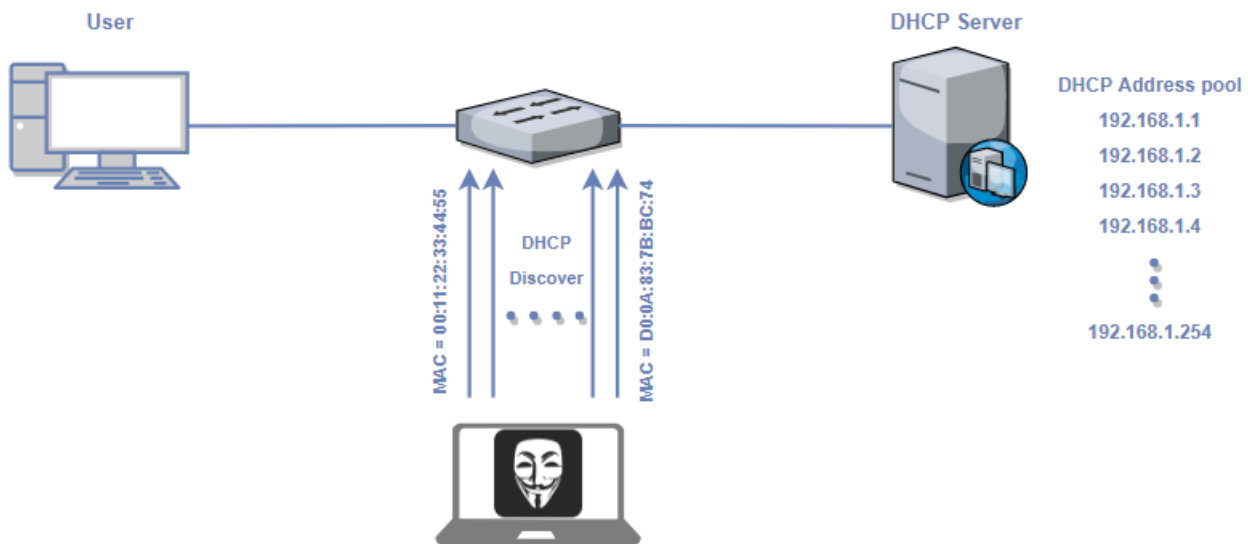 User
DHCP Server
DHCP Address pool
192.168.1.1
192.168.1.2
192.168.1.3
192.168.1.4
192.168.1.254
MAC = 00:11:22:33:44:55
DHCP
Discover
MAC = D0:0A:83:7B:BC:74